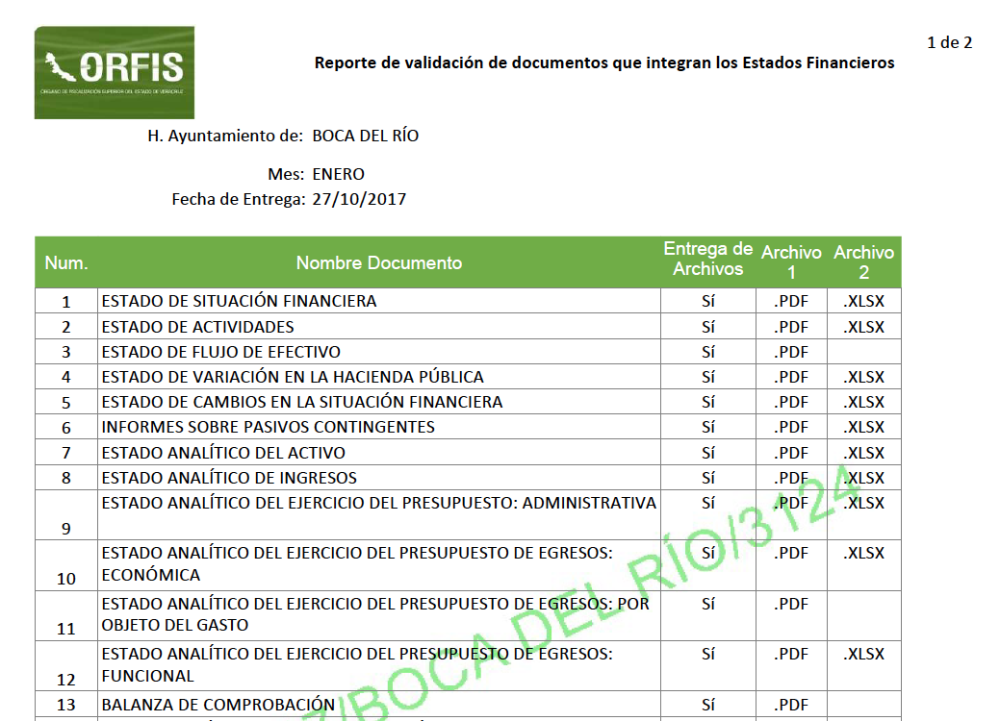 1 de 2
ORFIS
ÓRGANO DE FISCALIZACIÓN SUPERIOR DEL ESTADO DE VERACRUZ
Reporte de validación de documentos que integran los Estados Financieros
H. Ayuntamiento de: BOCA DEL RÍO
Mes: ENERO
Fecha de Entrega: 27/10/2017
Num. Nombre Documento Entrega de Archivos Archivo 1 Archivo 2
1 ESTADO DE SITUACIÓN FINANCIERA Sí .PDF .XLSX
2 ESTADO DE ACTIVIDADES Sí .PDF .XLSX
3 ESTADO DE FLUJO DE EFECTIVO Sí .PDF
4 ESTADO DE VARIACIÓN EN LA HACIENDA PÚBLICA Sí .PDF .XLSX
5 ESTADO DE CAMBIOS EN LA SITUACIÓN FINANCIERA Sí .PDF .XLSX
6 INFORMES SOBRE PASIVOS CONTINGENTES Sí .PDF .XLSX
7 ESTADO ANALÍTICO DEL ACTIVO Sí .PDF .XLSX
8 ESTADO ANALÍTICO DE INGRESOS Sí .PDF .XLSX
ESTADO ANALÍTICO DEL EJERCICIO DEL PRESUPUESTO: ADMINISTRATIVA Sí .PDF .XLSX
9
ESTADO ANALÍTICO DEL EJERCICIO DEL PRESUPUESTO DE EGRESOS: Sí .PDF .XLSX
10 ECONÓMICA
ESTADO ANALÍTICO DEL EJERCICIO DEL PRESUPUESTO DE EGRESOS: POR Sí .PDF
11 OBJETO DEL GASTO
ESTADO ANALÍTICO DEL EJERCICIO DEL PRESUPUESTO DE EGRESOS: Sí .PDF .XLSX
12 FUNCIONAL
13 BALANZA DE COMPROBACIÓN Sí .PDF
7/BOCA DEL RÍO/3124